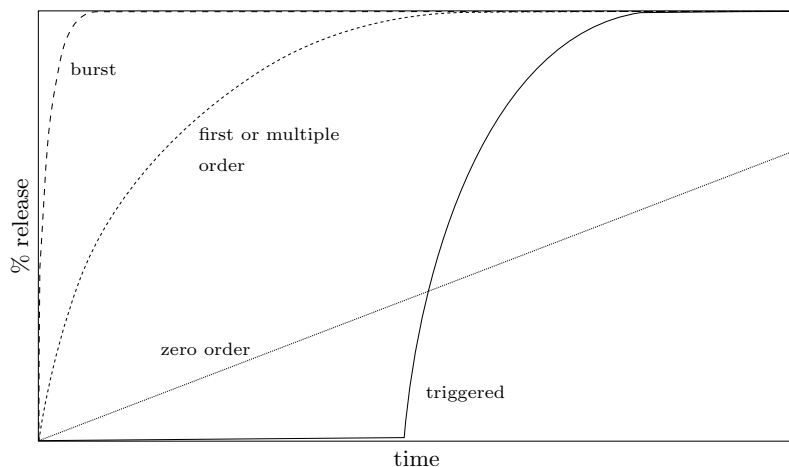 burst
first or multiple
order
% release
zero order
triggered
time